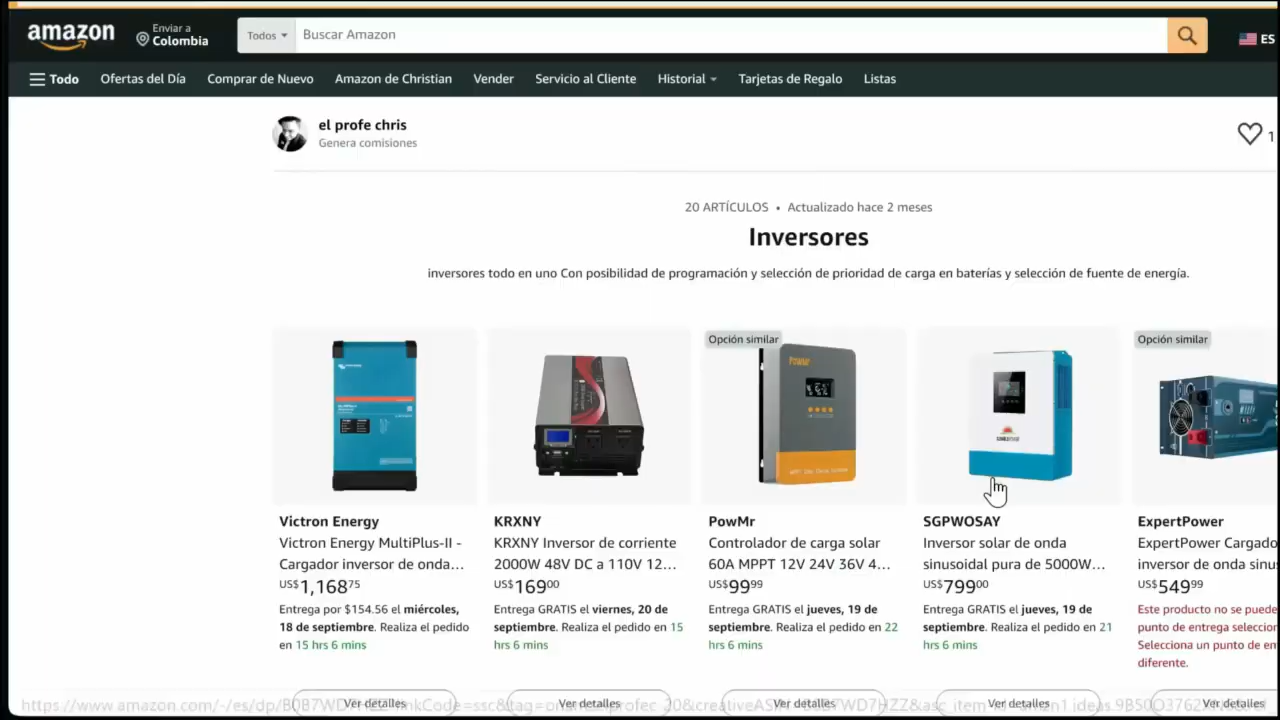 amazon
Enviar a
Colombia
Todos
Buscar Amazon
ES
Todo
Ofertas del Día
Comprar de Nuevo
Amazon de Christian
Vender
Servicio al Cliente
Historial
Tarjetas de Regalo
Listas
el profe chris
Genera comisiones
1
20 ARTÍCULOS • Actualizado hace 2 meses
Inversores
inversores todo en uno Con posibilidad de programación y selección de prioridad de carga en baterías y selección de fuente de energía.
Victron Energy
Victron Energy MultiPlus-II -
Cargador inversor de onda...
US$1,16875
Entrega por $154.56 el miércoles,
18 de septiembre. Realiza el pedido
en 15 hrs 6 mins
Ver detalles
KRXNY
KRXNY Inversor de corriente
2000W 48V DC a 110V 12...
US$16900
Entrega GRATIS el viernes, 20 de
septiembre. Realiza el pedido en 15
hrs 6 mins
Ver detalles
Opción similar
PowMr
PowMr
Controlador de carga solar
60A MPPT 12V 24V 36V 4...
US$9999
Entrega GRATIS el jueves, 19 de
septiembre. Realiza el pedido en 22
hrs 6 mins
Ver detalles
SGPWOSAY
Inversor solar de onda
sinusoidal pura de 5000W...
US$79900
Entrega GRATIS el jueves, 19 de
septiembre. Realiza el pedido en 21
hrs 6 mins
Ver detalles
Opción similar
ExpertPower
ExpertPower Cargado
inversor de onda sinus
US$54999
Este producto no se puede
punto de entrega seleccion
Selecciona un punto de en
diferente.
Ver detalles